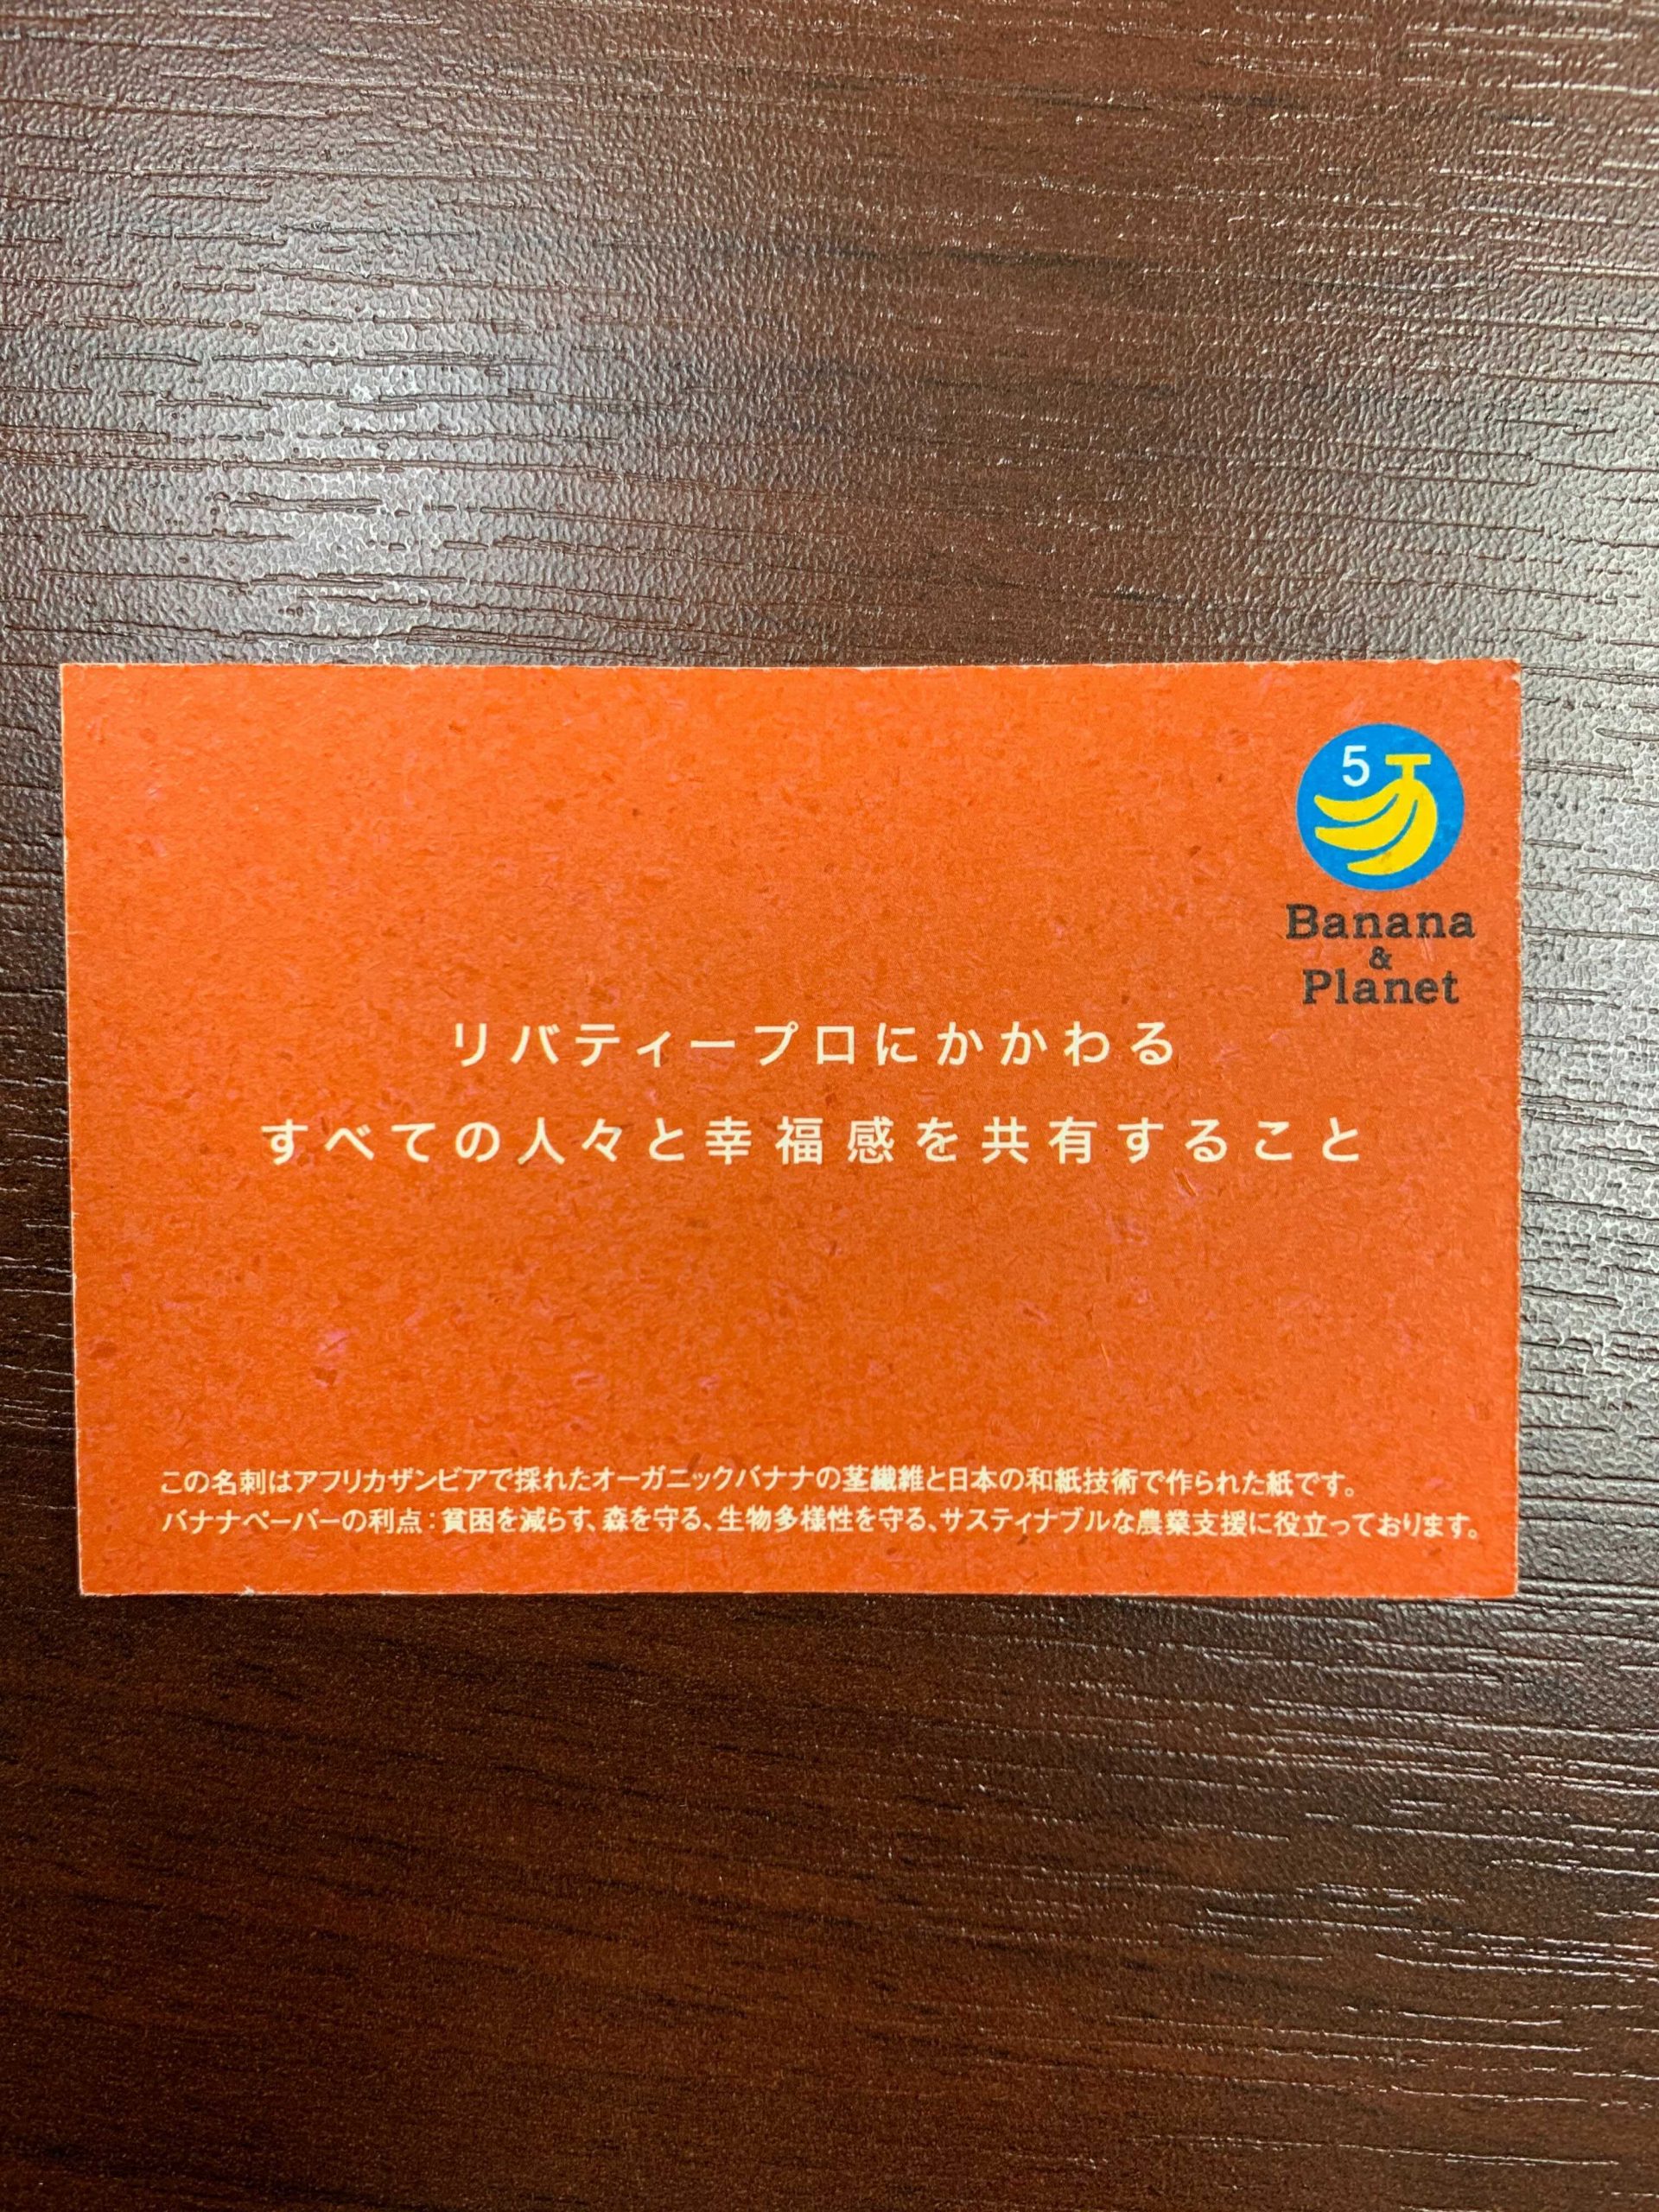 5
Banana
&
Planet
リバティープロにかかわる
すべての人々と幸福感を共有すること
この名刺はアフリカザンビアで採れたオーガニックバナナの茎繊維と日本の和紙技術で作られた紙です。
バナナペーパーの利点:貧困を減らす、森を守る、生物多様性を守る、サスティナブルな農業支援に役立っております。